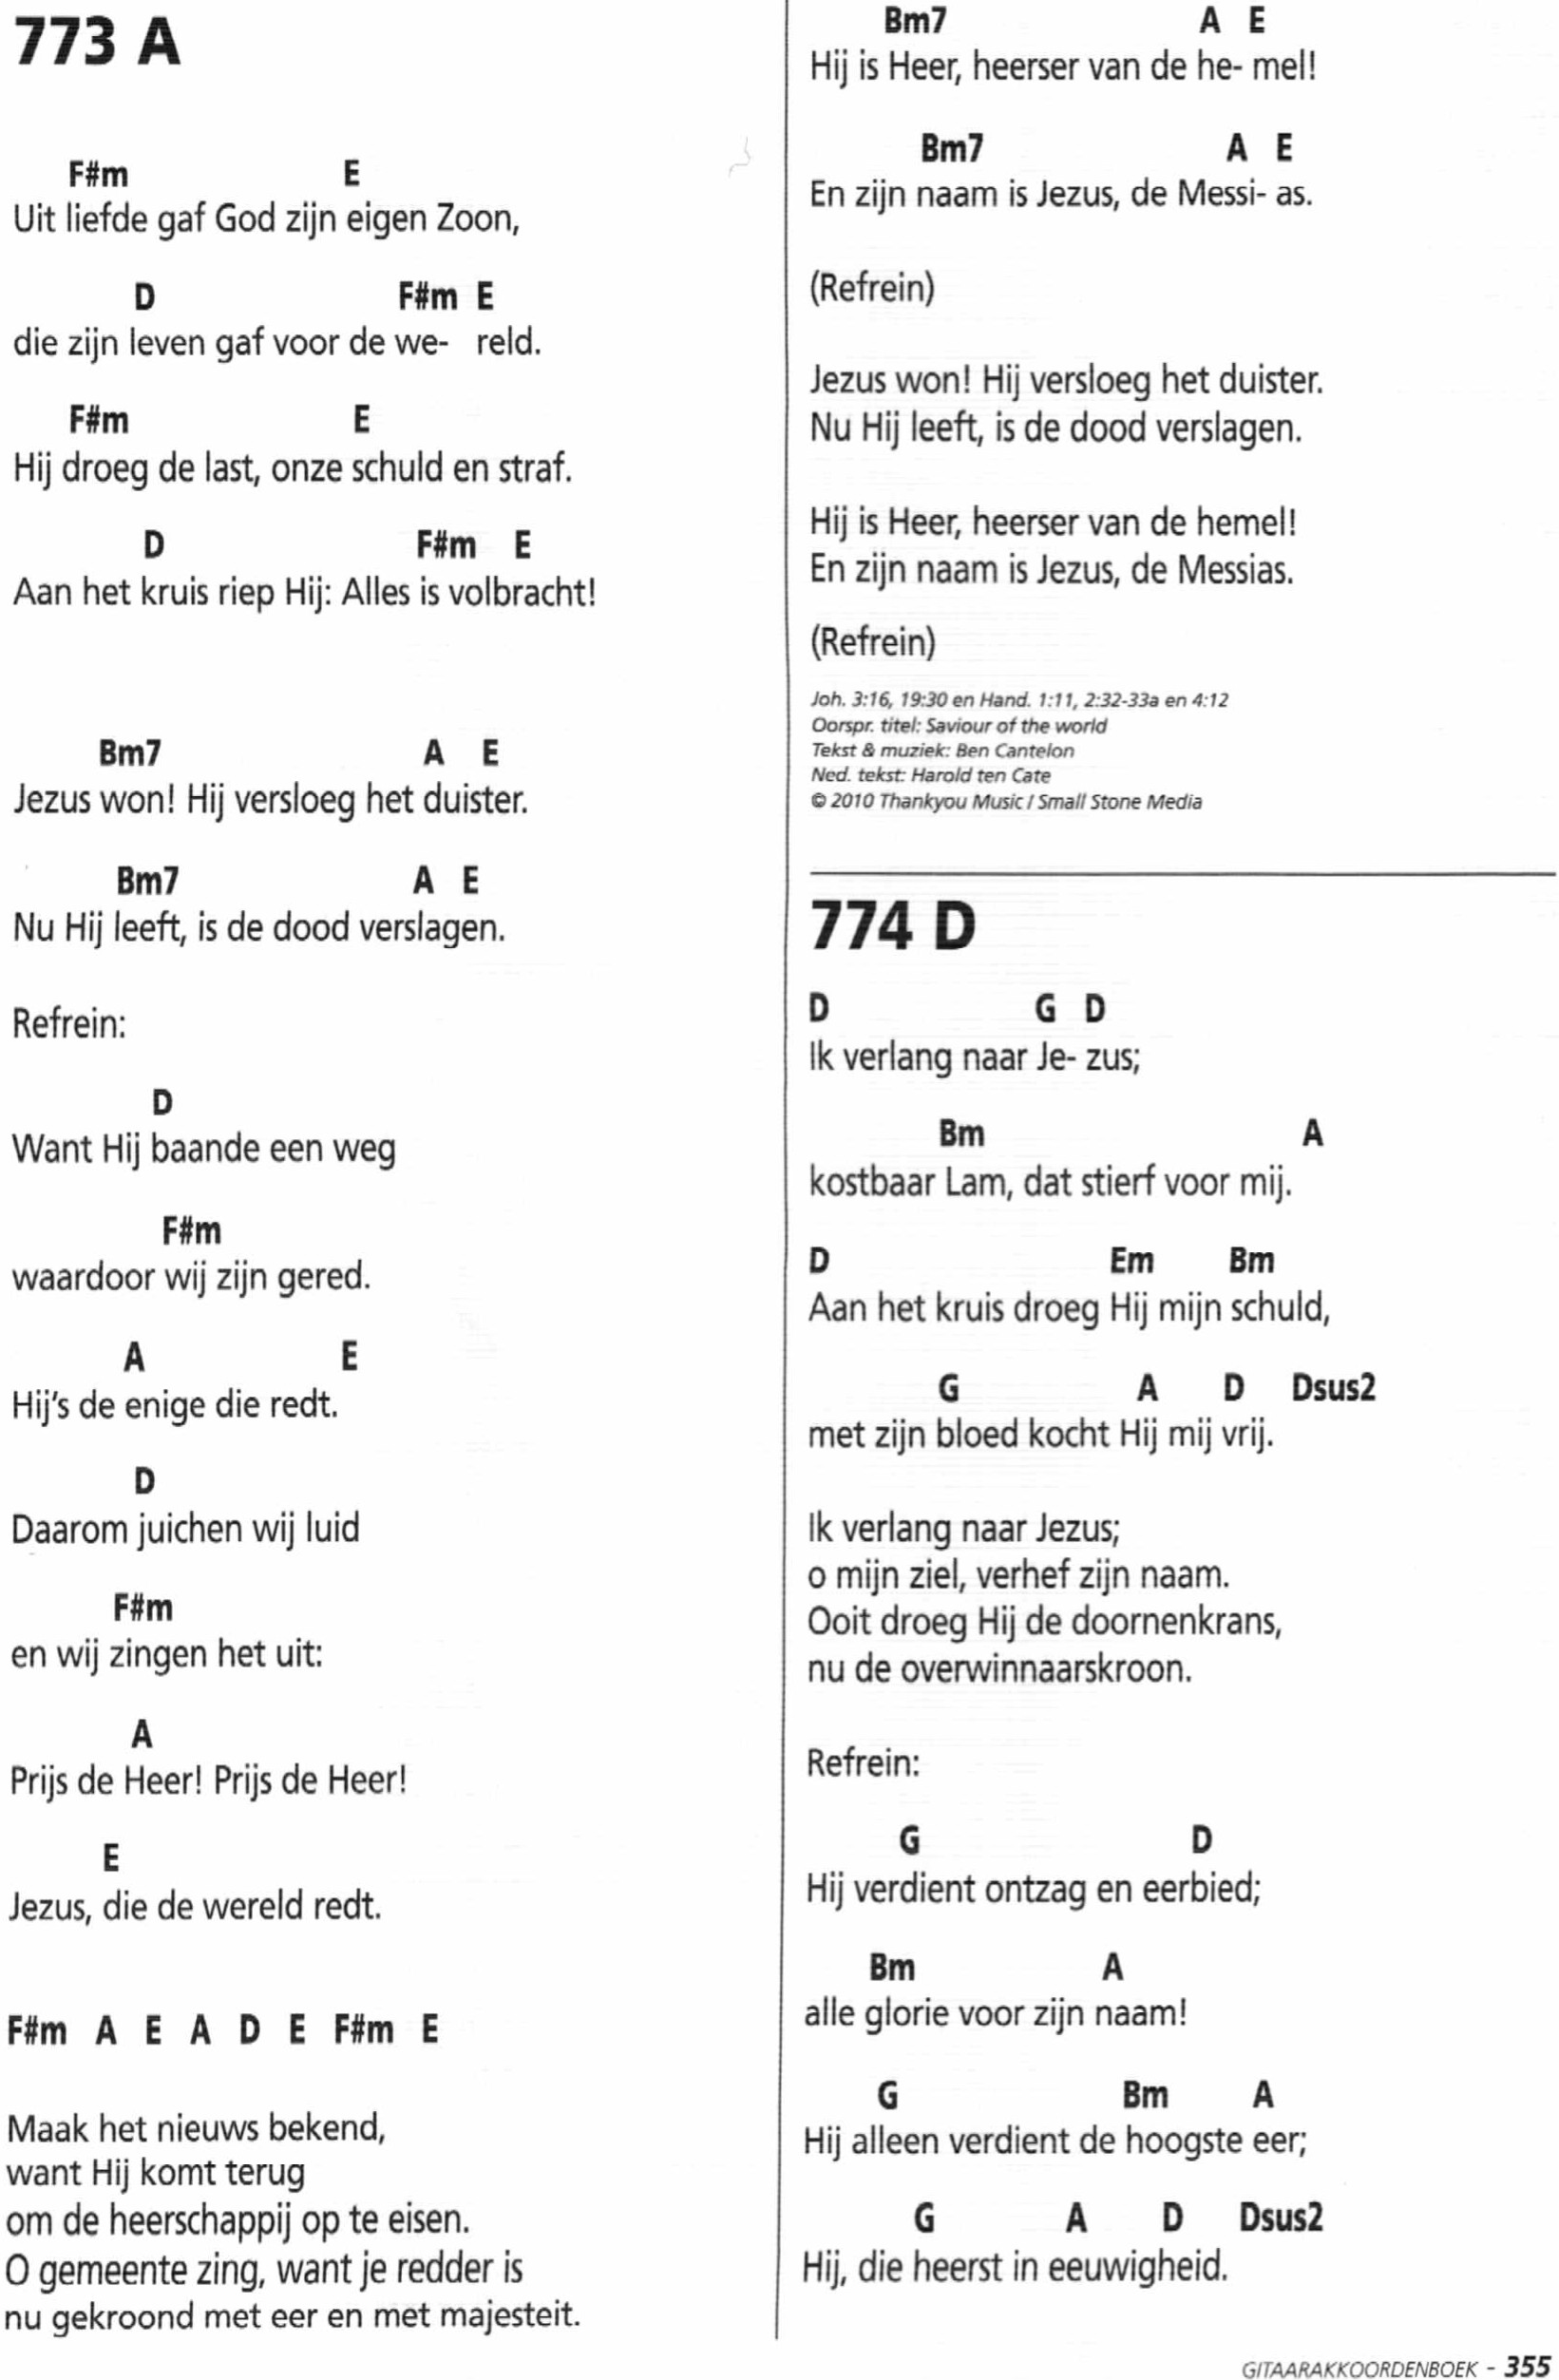 773 A
F#m E
Uit liefde gaf God zijn eigen Zoon,
D F#m E
die zijn leven gaf voor de we- reld.
F#m E
Hij droeg de last, onze schuld en straf.
D F#m E
Aan het kruis riep Hij: Alles is volbracht!
Bm7 A E
Jezus won! Hij versloeg het duister.
Bm7 A E
Nu Hij leeft, is de dood verslagen.
Refrein:
D
Want Hij baande een weg
F#m
waardoor wij zijn gered.
A E
Hij's de enige die redt.
D
Daarom juichen wij luid
F#m
en wij zingen het uit:
A
Prijs de Heer! Prijs de Heer!
E
Jezus, die de wereld redt.
F#m A E A D E F#m E
Maak het nieuws bekend,
want Hij komt terug
om de heerschappij op te eisen.
O gemeente zing, want je redder is
nu gekroond met eer en met majesteit.
Bm7 A E
Hij is Heer, heerser van de he- mel!
Bm7 A E
En zijn naam is Jezus, de Messi- as.
(Refrein)
Jezus won! Hij versloeg het duister.
Nu Hij leeft, is de dood verslagen.
Hij is Heer, heerser van de hemel!
En zijn naam is Jezus, de Messias.
(Refrein)
Joh. 3:16, 19:30 en Hand. 1:11, 2:32-33a en 4:12
Oorspr. titel: Saviour of the world
Tekst & muziek: Ben Cantelon
Ned. tekst: Harold ten Cate
© 2010 Thankyou Music / Small Stone Media
774 D
D G D
Ik verlang naar Je- zus;
Bm A
kostbaar Lam, dat stierf voor mij.
D Em Bm
Aan het kruis droeg Hij mijn schuld,
G A D Dsus2
met zijn bloed kocht Hij mij vrij.
Ik verlang naar Jezus;
o mijn ziel, verhef zijn naam.
Ooit droeg Hij de doornenkrans,
nu de overwinnaarskroon.
Refrein:
G D
Hij verdient ontzag en eerbied;
Bm A
alle glorie voor zijn naam!
G Bm A
Hij alleen verdient de hoogste eer;
G A D Dsus2
Hij, die heerst in eeuwigheid.
GITAARAKKOORDENBOEK - 355